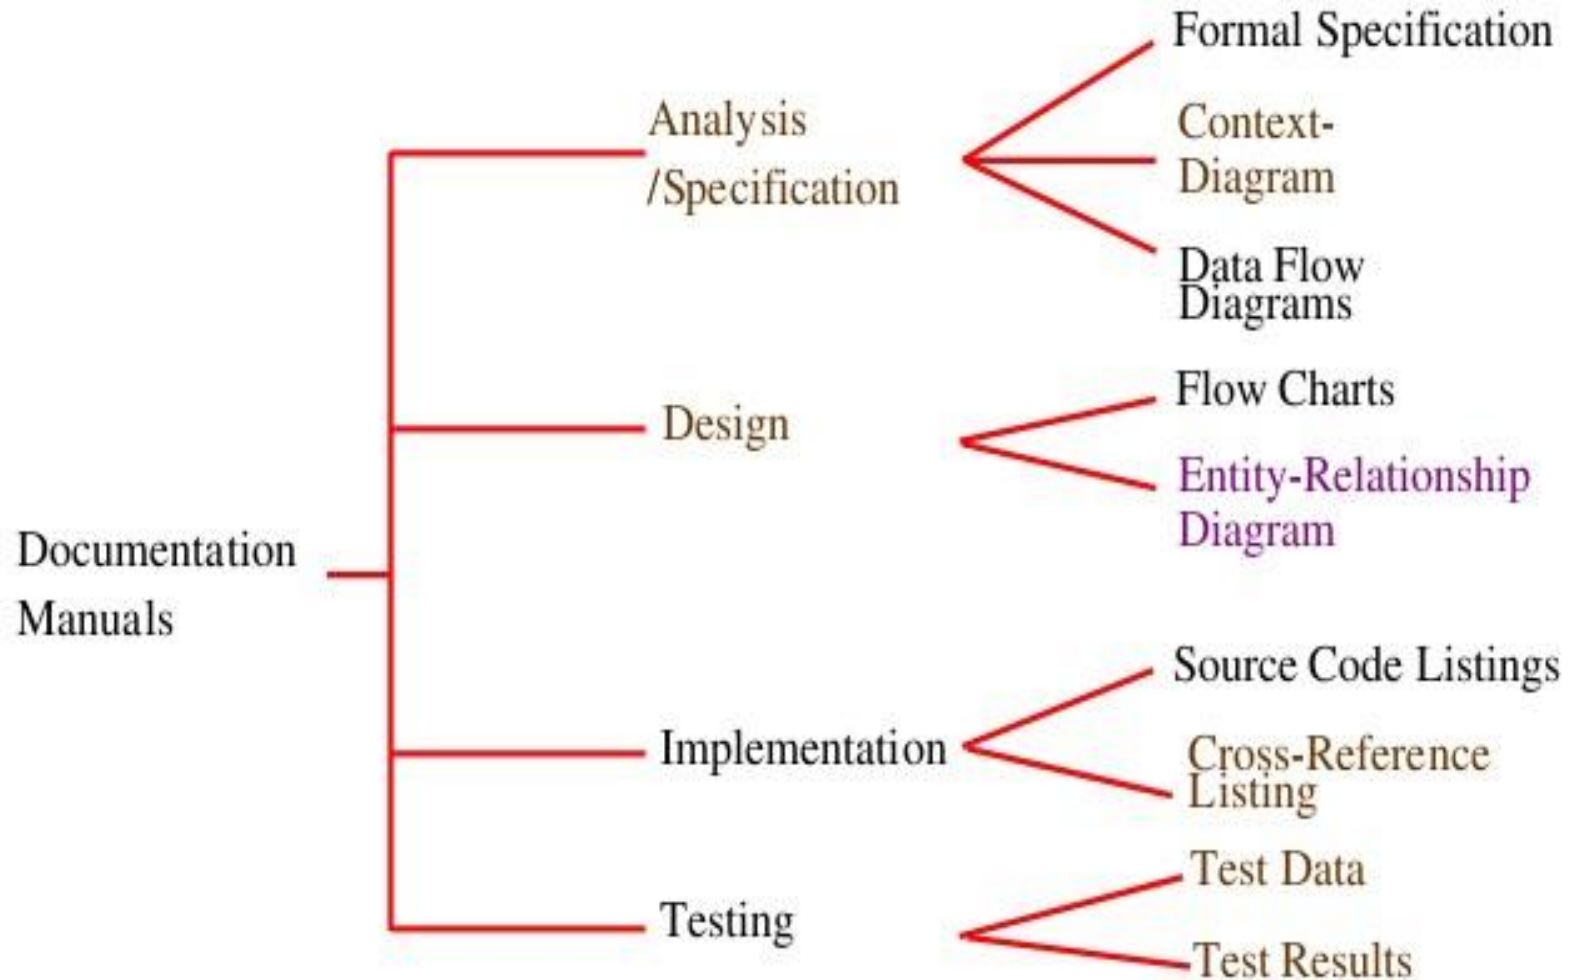 Documentation
Manuals
Analysis
/Specification
Formal Specification
Context-
Diagram
Data Flow
Diagrams
Design
Flow Charts
Entity-Relationship
Diagram
Implementation
Source Code Listings
Cross-Reference
Listing
Testing
Test Data
Test Results